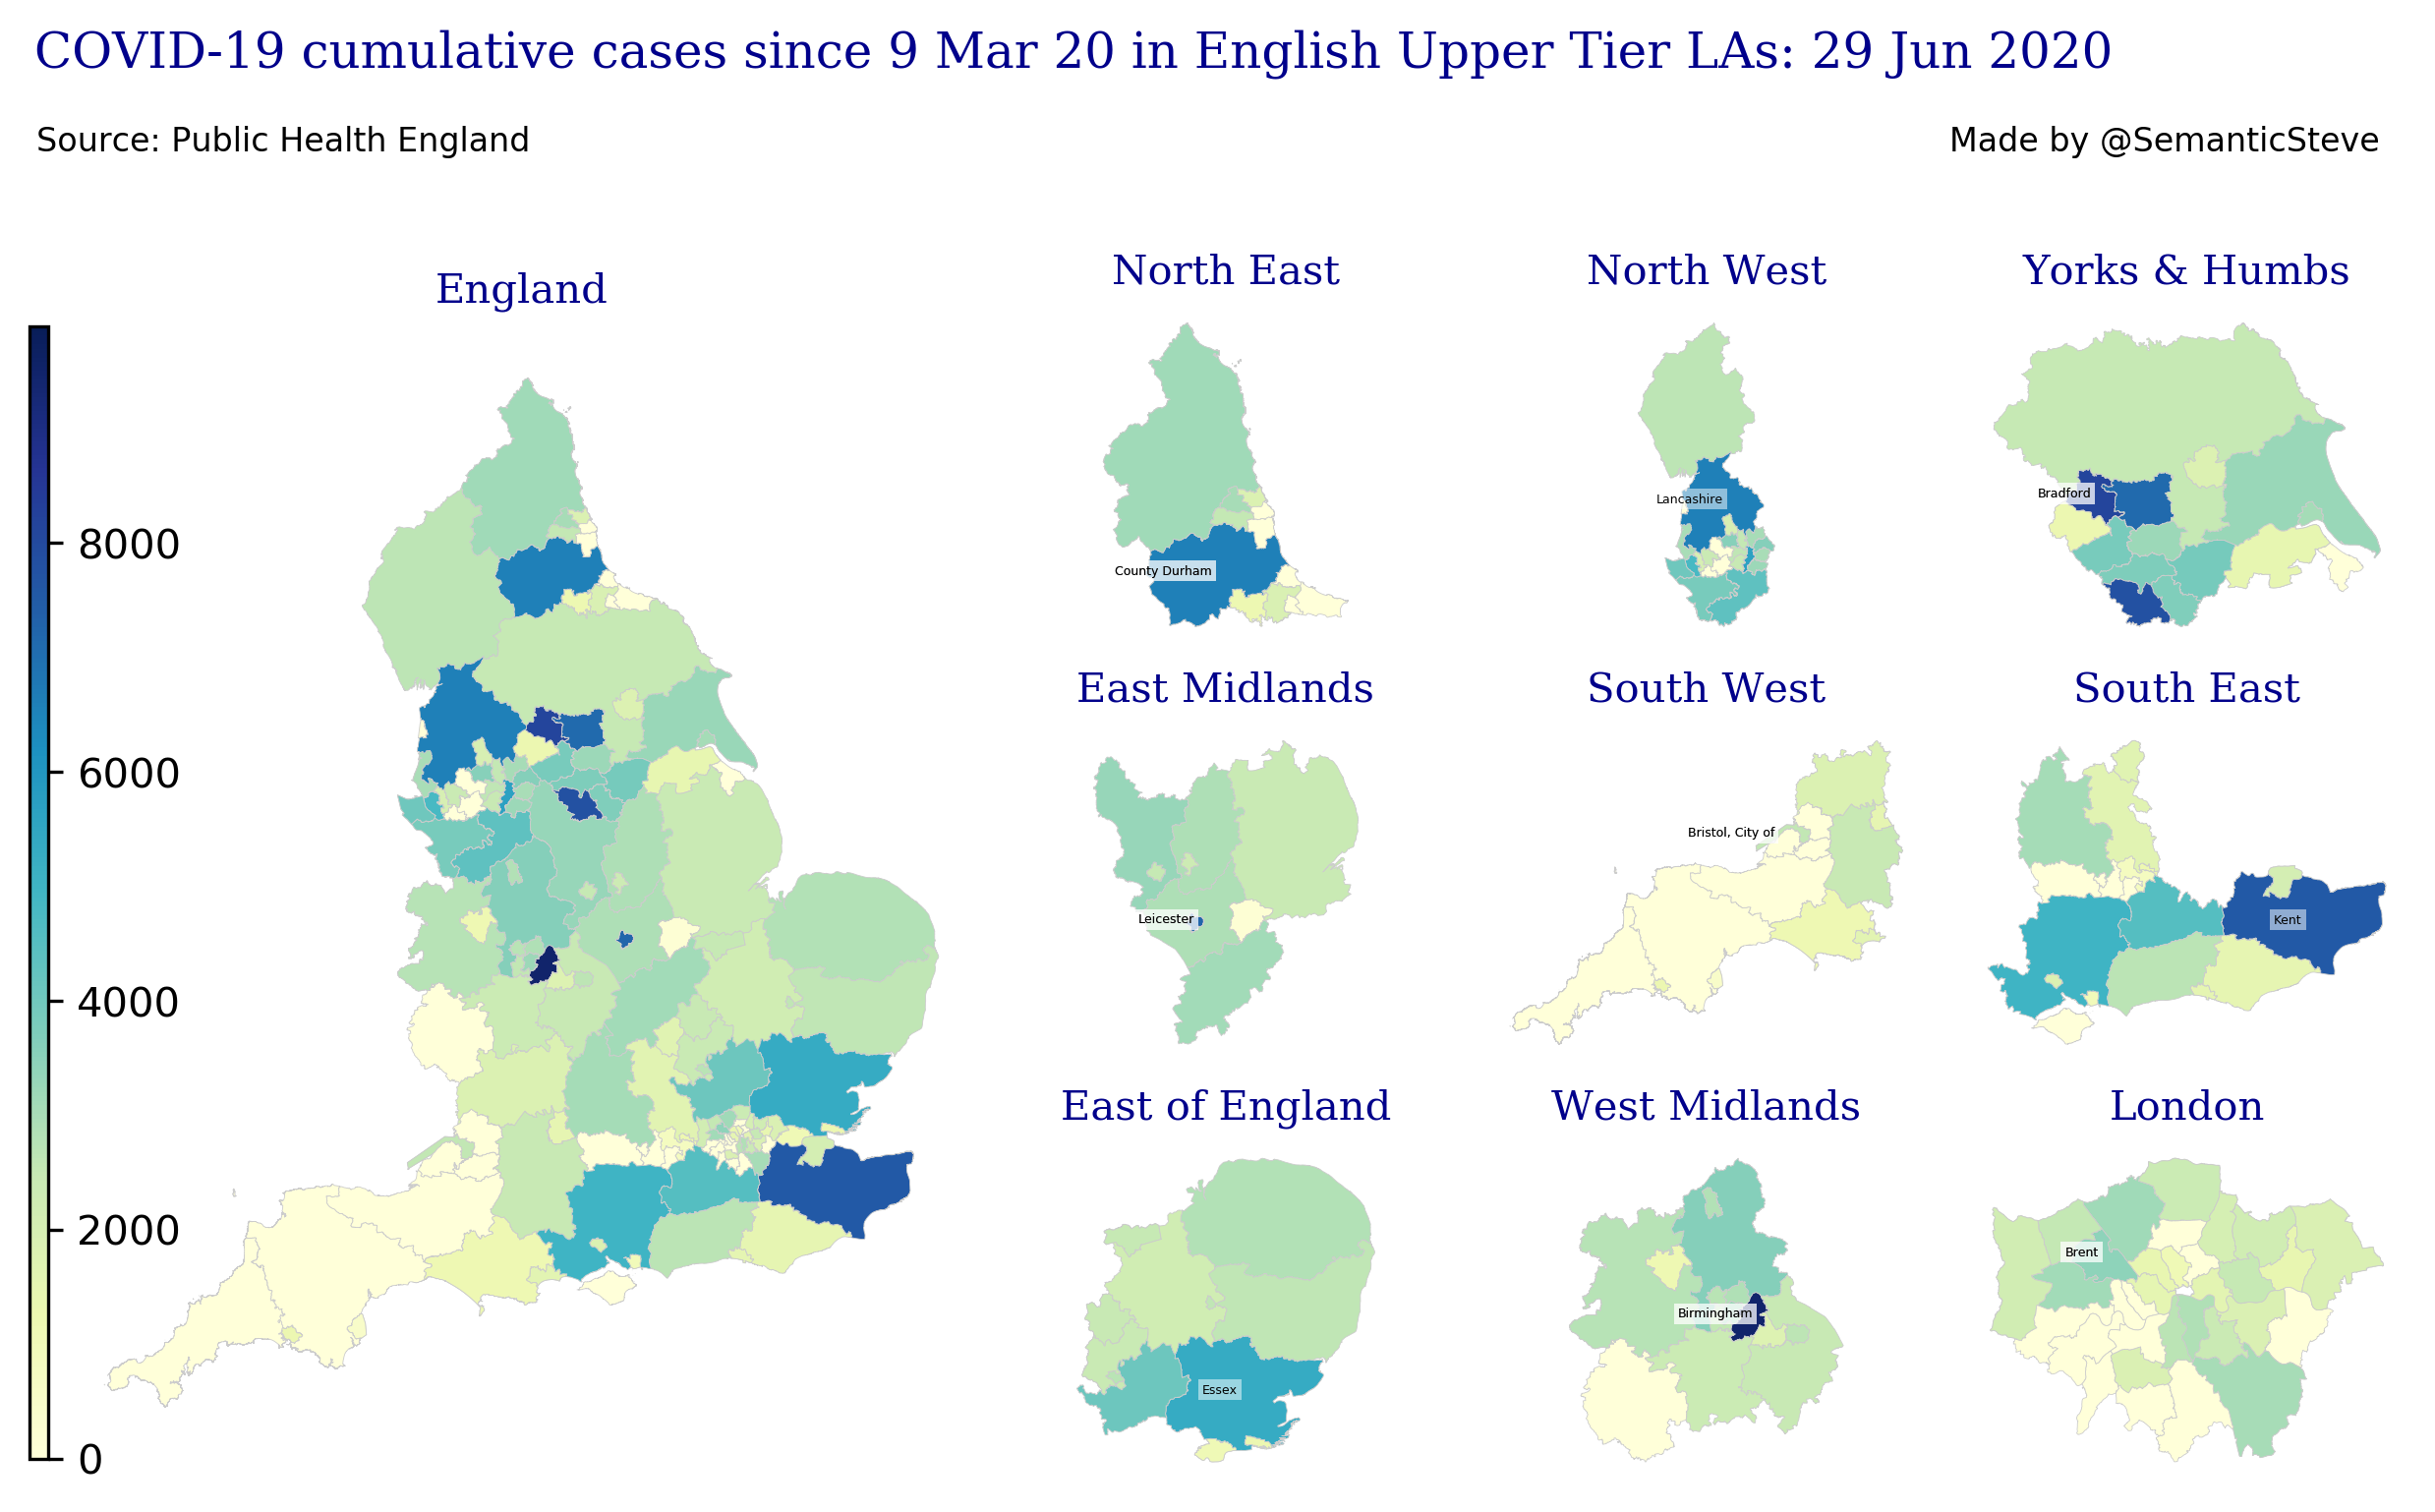 COVID-19 cumulative cases since 9 Mar 20 in English Upper Tier LAs: 29 Jun 2020
Source: Public Health England
Made by @SemanticSteve
England
8000
6000
4000
2000
0
North East
County Durham
North West
Lancashire
Yorks & Humbs
Bradford
East Midlands
Leicester
South West
Bristol, City of
South East
Kent
East of England
Essex
West Midlands
Birmingham
London
Brent